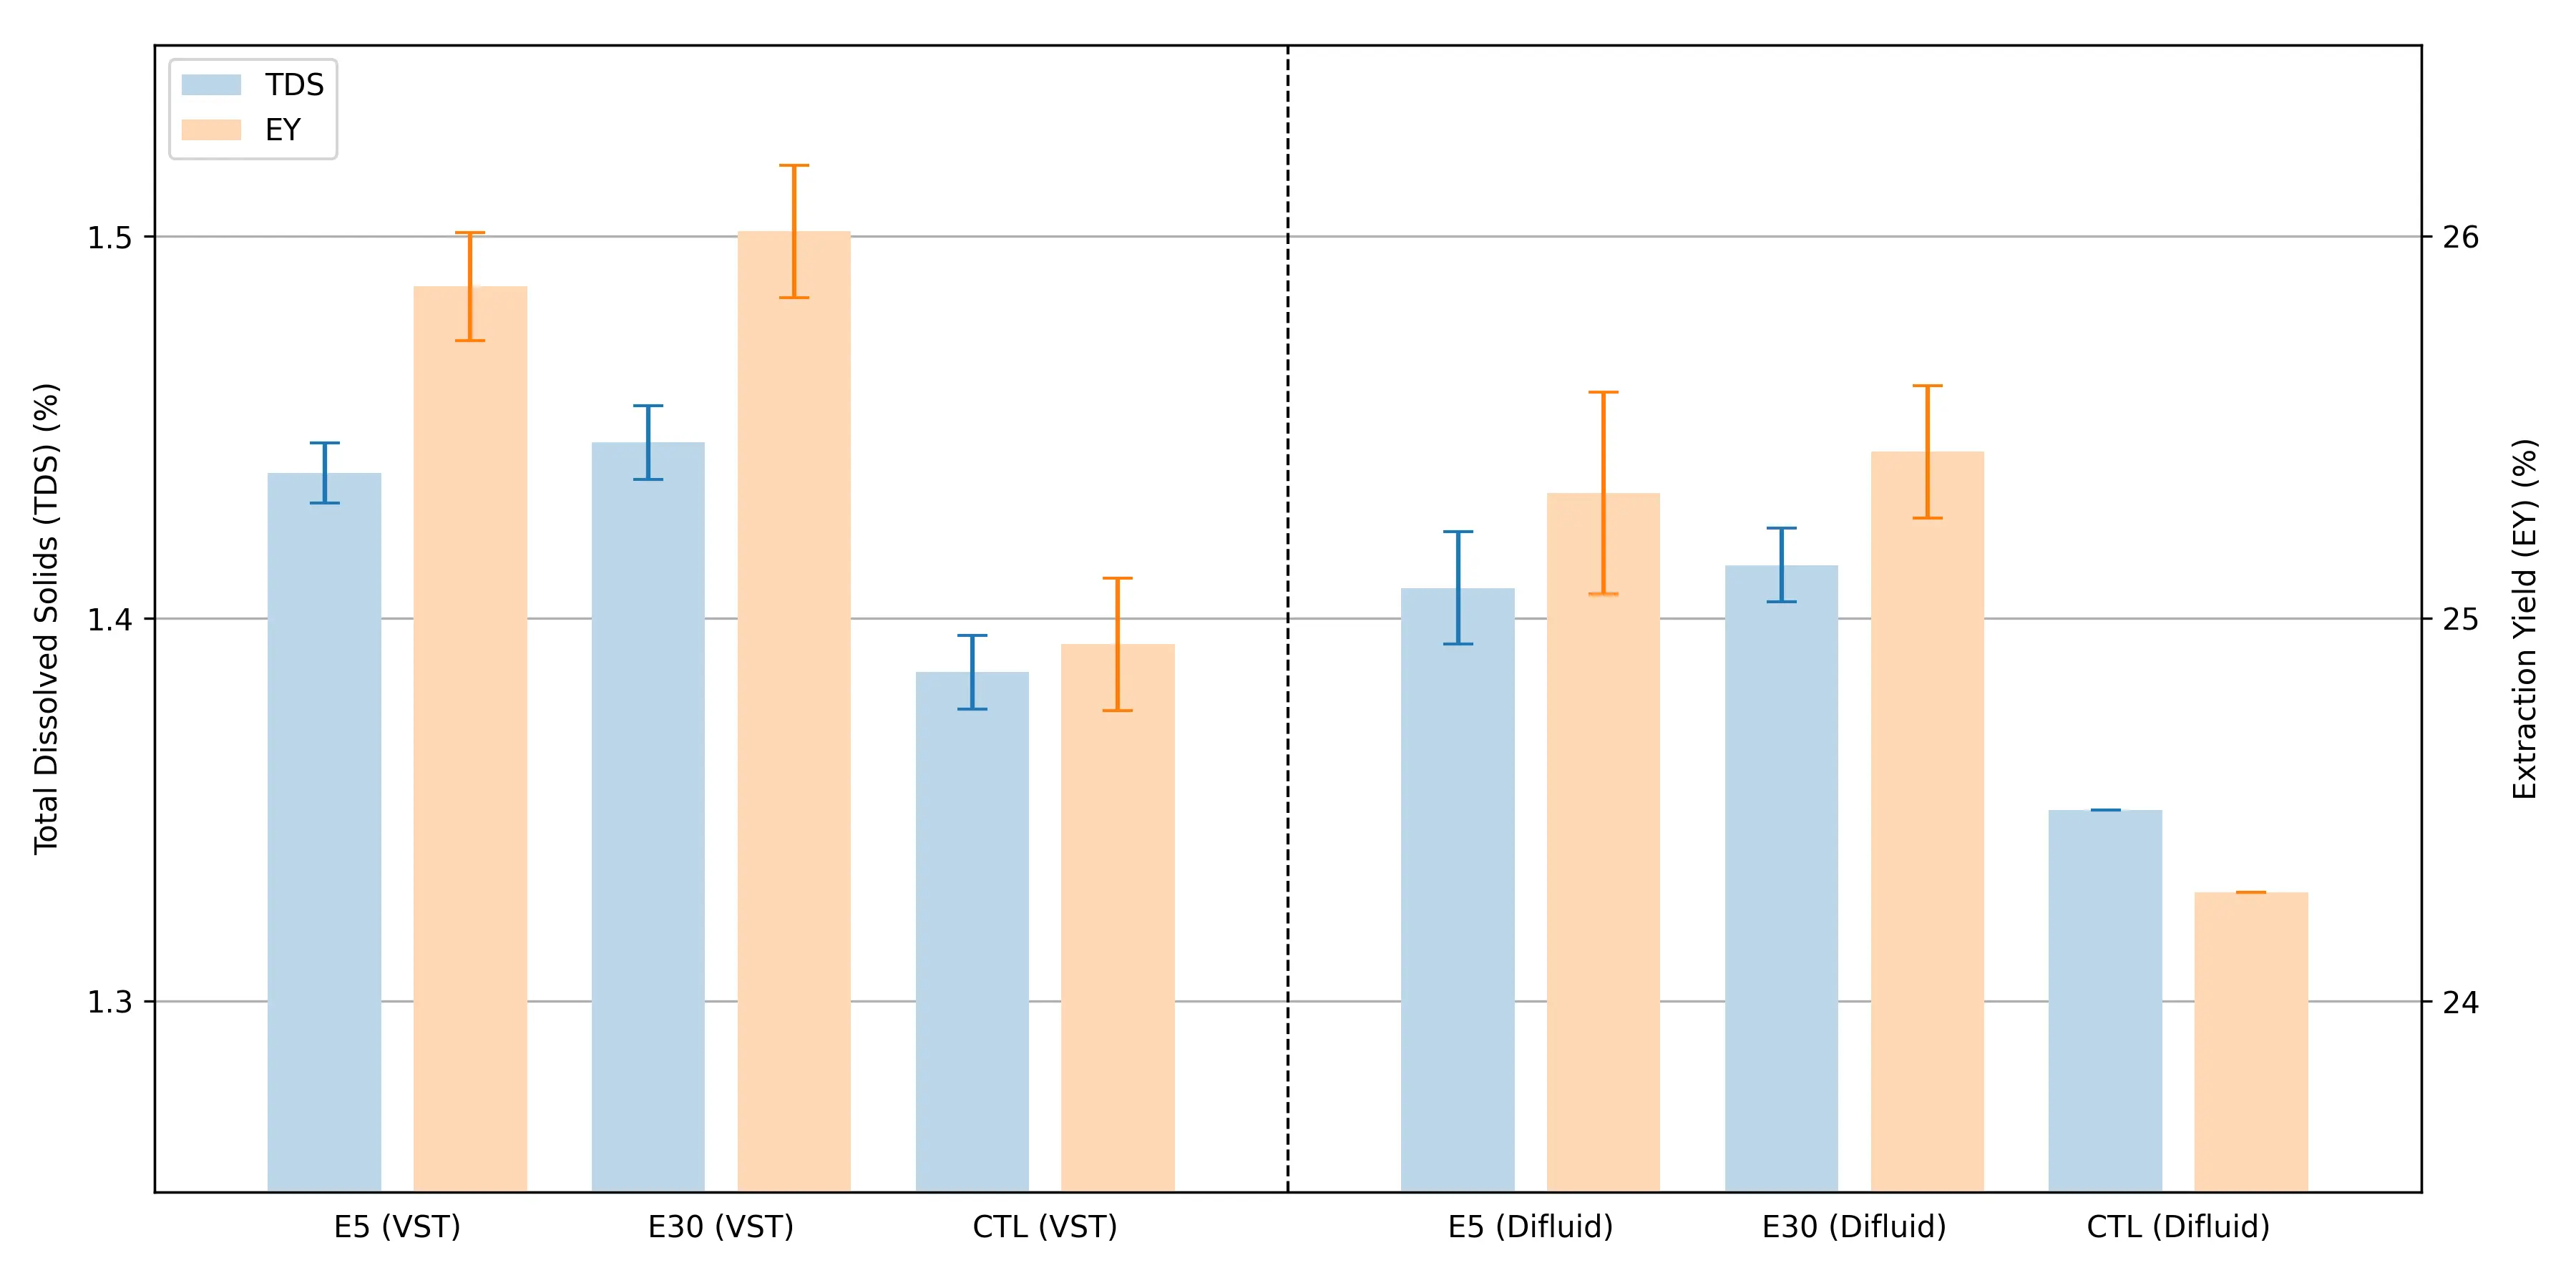 TDS
EY
Total Dissolved Solids (TDS) (%)
1.5
1.4
1.3
26
25
24
Extraction Yield (EY) (%)
E5 (VST)
E30 (VST)
CTL (VST)
E5 (Difluid)
E30 (Difluid)
CTL (Difluid)